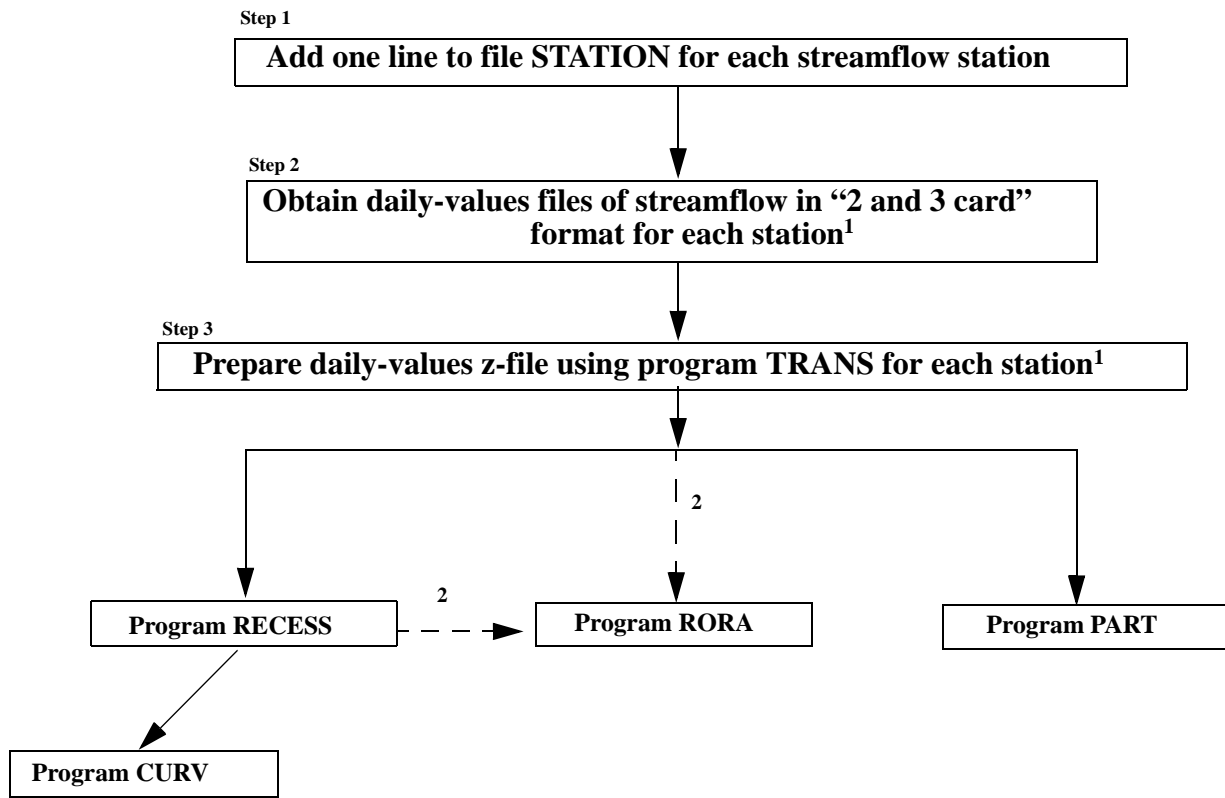 Step 1
Add one line to file STATION for each streamflow station
Step 2
Obtain daily-values files of streamflow in “2 and 3 card”
format for each station1
Step 3
Prepare daily-values z-file using program TRANS for each station1
2
2
Program RECESS
Program RORA
Program PART
Program CURV